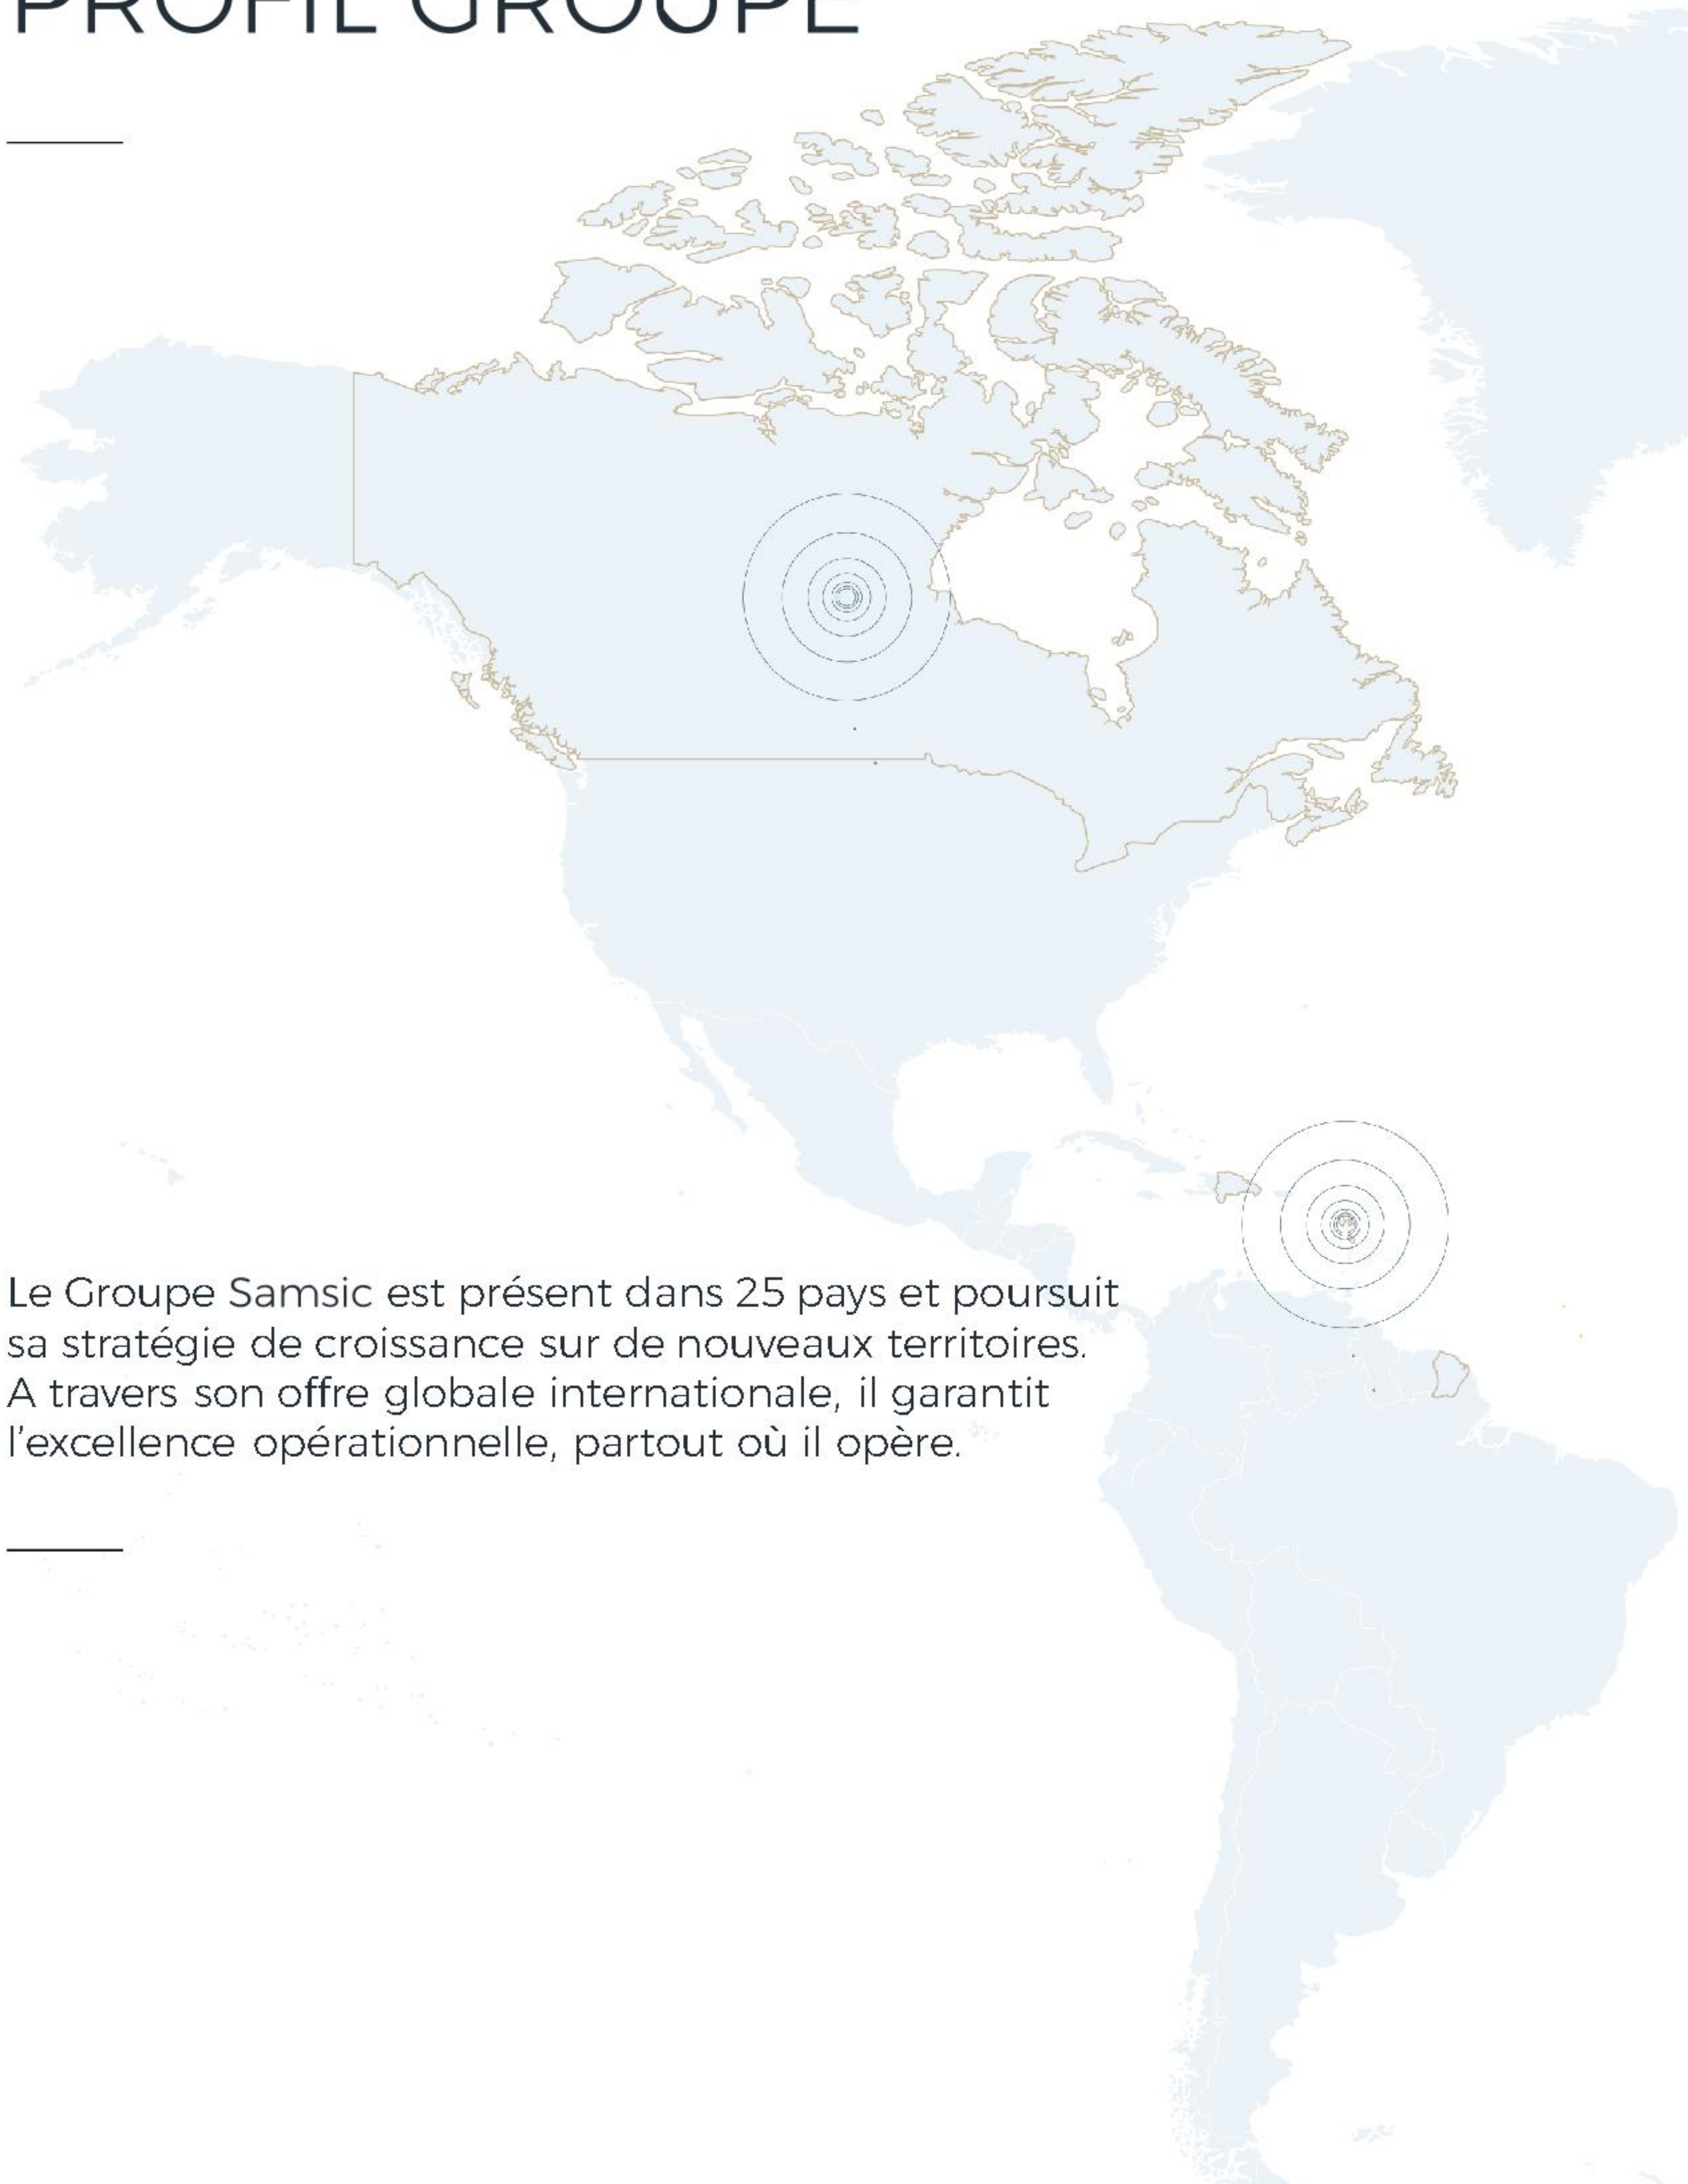 PROFIL GROUPE
Le Groupe Samsic est présent dans 25 pays et poursuit
sa stratégie de croissance sur de nouveaux territoires.
A travers son offre globale internationale, il garantit
l'excellence opérationnelle, partout où il opère.